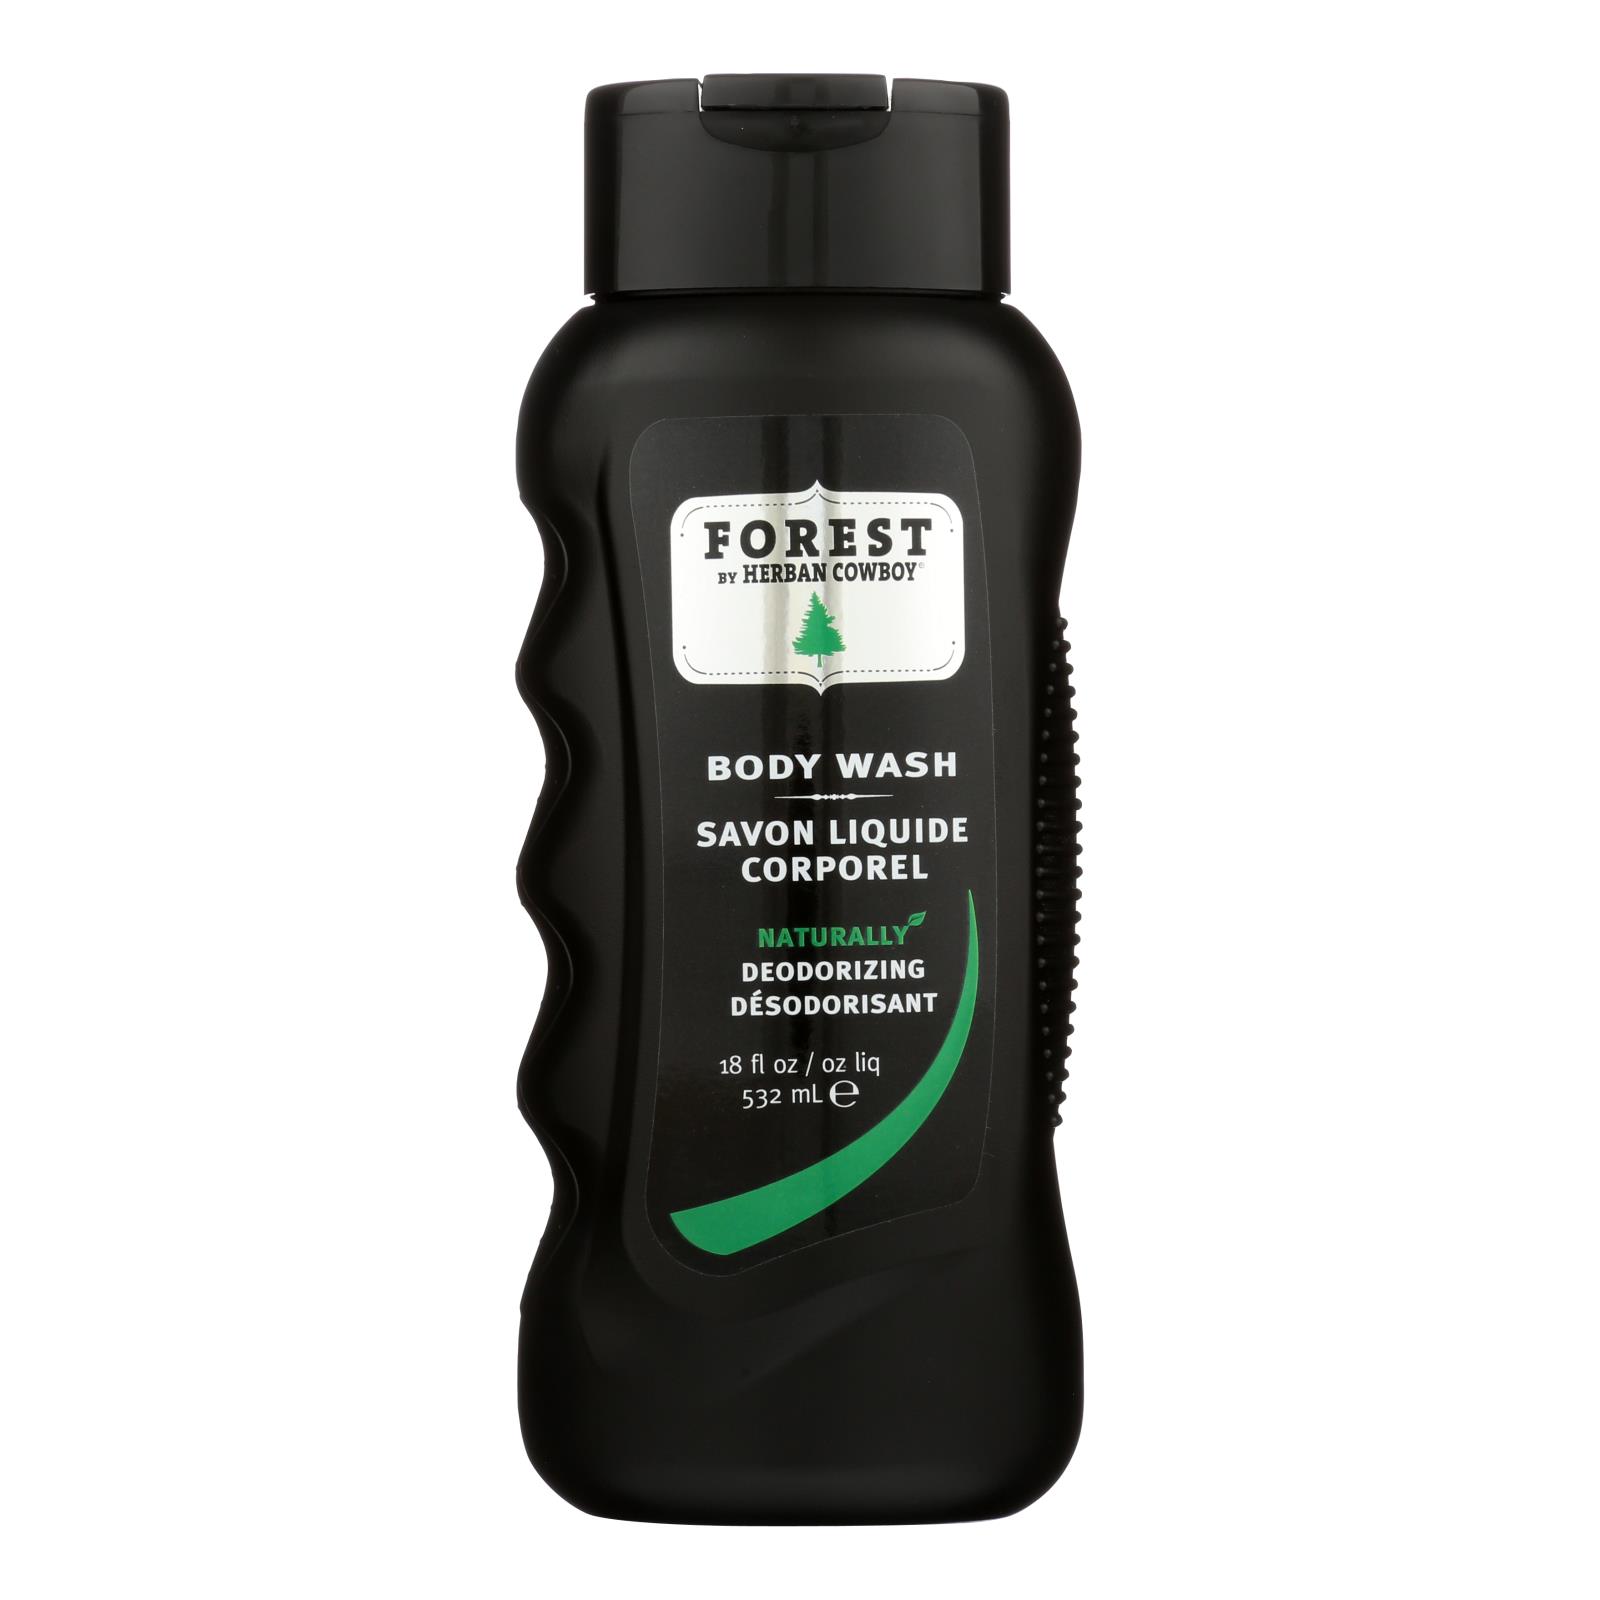 FOREST
BY HERBAN COWBOY®
BODY WASH
SAVON LIQUIDE
CORPOREL
NATURALLY
DEODORIZING
DÉSODORISANT
18 fl oz / oz liq
532 mL ℮